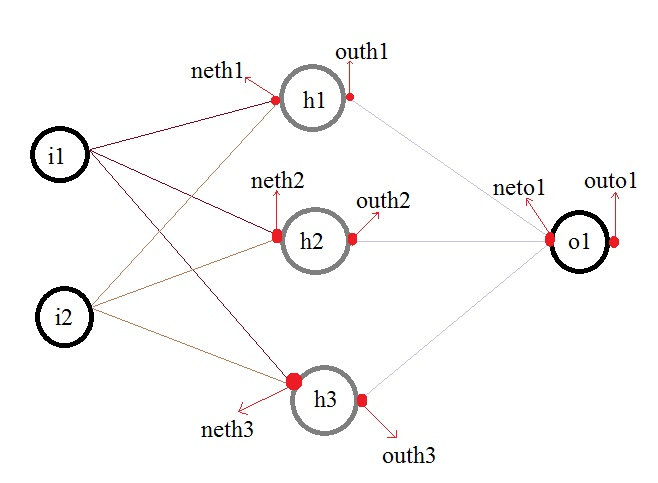 outh1
neth1
h1
i1
neth2
outh2
neto1
outo1
h2
o1
i2
h3
neth3
outh3